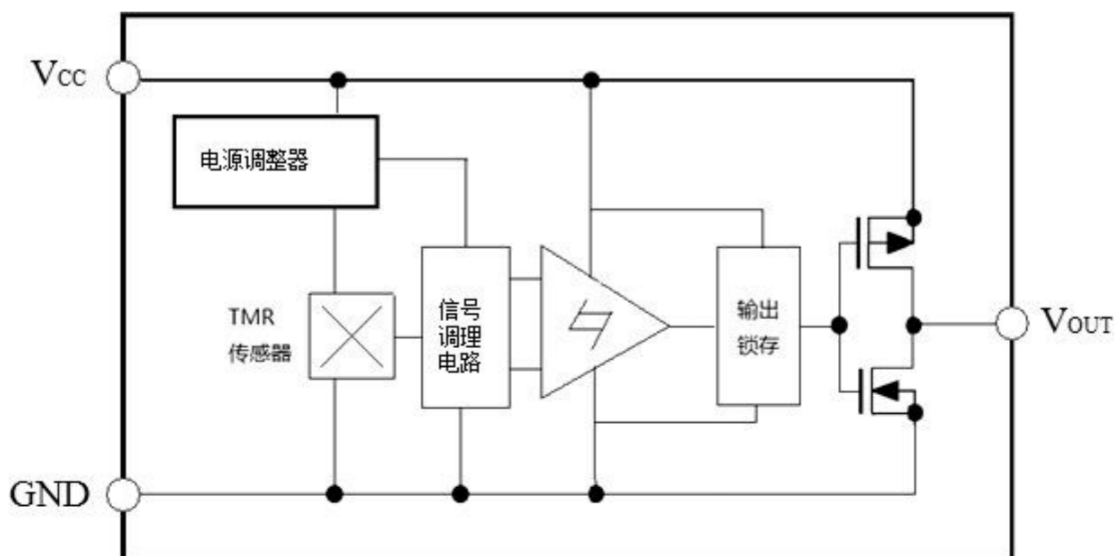 VCC
电源调整器
TMR
传感器
信号
调理
电路
输出
锁存
VOUT
GND